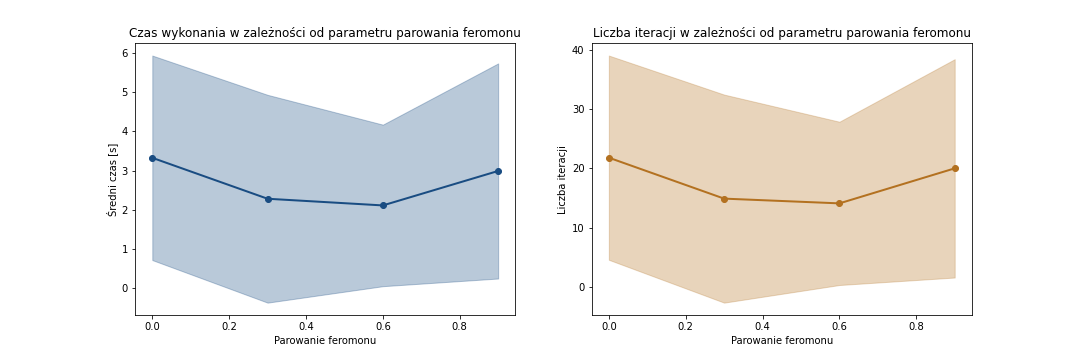 Czas wykonania w zależności od parametru parowania feromonu
6
5
4
3
2
1
0
Średni czas [s]
0.0 0.2 0.4 0.6 0.8
Parowanie feromonu
Liczba iteracji w zależności od parametru parowania feromonu
40
30
20
10
0
Liczba iteracji
0.0 0.2 0.4 0.6 0.8
Parowanie feromonu